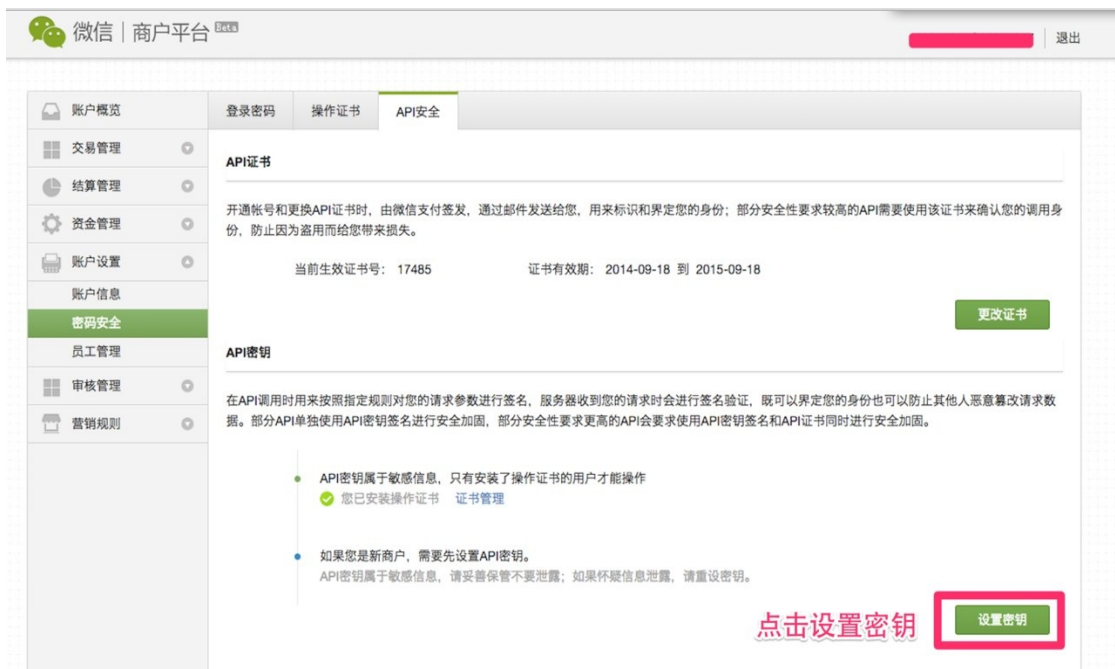 微信 | 商户平台 Beta
退出
账户概览
交易管理
结算管理
资金管理
账户设置
账户信息
密码安全
员工管理
审核管理
营销规则
登录密码 操作证书 API安全
API证书
开通帐号和更换API证书时，由微信支付签发，通过邮件发送给您，用来标识和界定您的身份；部分安全性要求较高的API需要使用该证书来确认您的调用身
份，防止因为盗用而给您带来损失。
当前生效证书号： 17485 证书有效期： 2014-09-18 到 2015-09-18
更改证书
API密钥
在API调用时用来按照指定规则对您的请求参数进行签名，服务器收到您的请求时会进行签名验证，既可以界定您的身份也可以防止其他人恶意篡改请求数
据。部分API单独使用API密钥签名进行安全加固，部分安全性要求更高的API会要求使用API密钥签名和API证书同时进行安全加固。
API密钥属于敏感信息，只有安装了操作证书的用户才能操作
您已安装操作证书 证书管理
如果您是新商户，需要先设置API密钥。
API密钥属于敏感信息，请妥善保管不要泄露；如果怀疑信息泄露，请重设密钥。
点击设置密钥 设置密钥